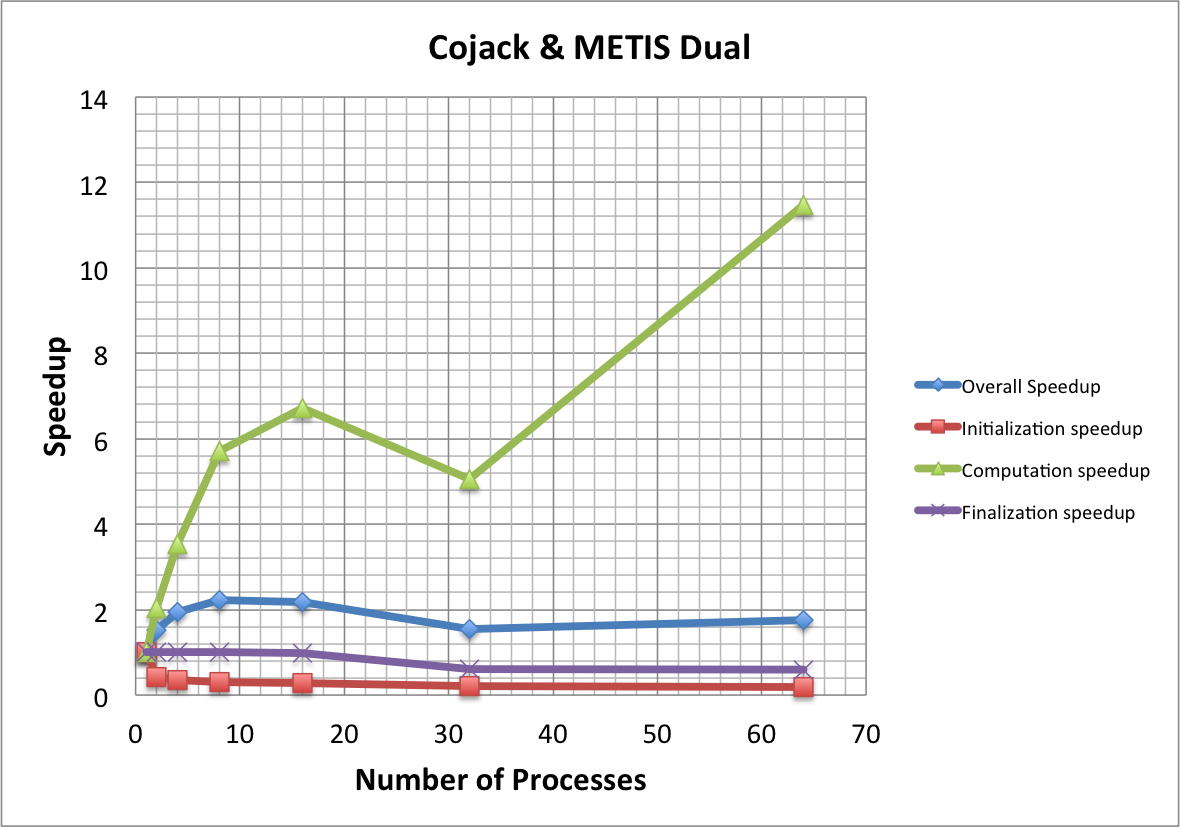 Cojack & METIS Dual
14
12
10
8
6
4
2
0
Speedup
0 10 20 30 40 50 60 70
Number of Processes
Overall Speedup
Initialization speedup
Computation speedup
Finalization speedup